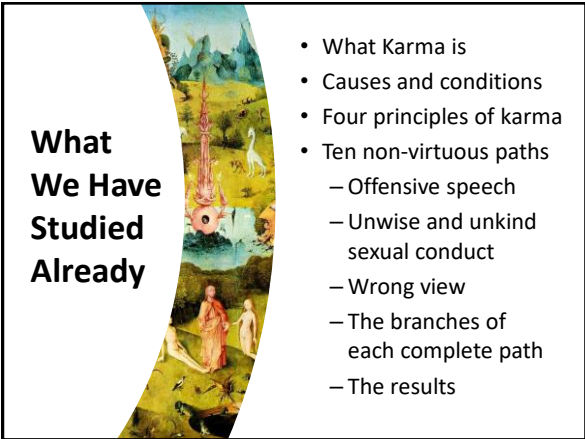 What
We Have
Studied
Already
• What Karma is
• Causes and conditions
• Four principles of karma
• Ten non-virtuous paths
– Offensive speech
– Unwise and unkind
sexual conduct
– Wrong view
– The branches of
each complete path
– The results